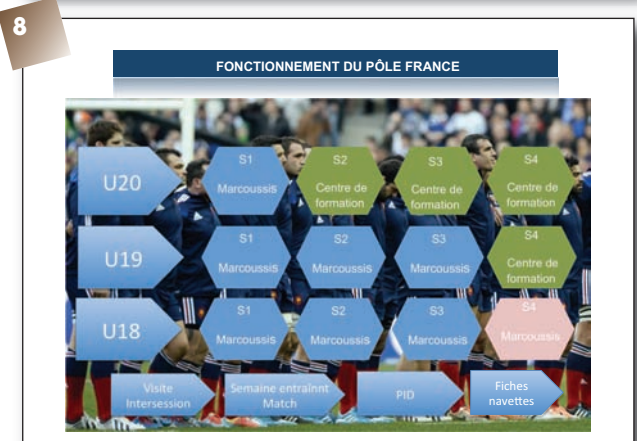 8
FONCTIONNEMENT DU PÔLE FRANCE
U20
S1
Marcoussis
S2
Centre de
formation
S3
Centre de
formation
S4
Centre de
formation
U19
S1
Marcoussis
S2
Marcoussis
S3
Marcoussis
S4
Centre de
formation
U18
S1
Marcoussis
S2
Marcoussis
S3
Marcoussis
S4
Marcoussis
Visite
Intersession
Semaine entraînnt
Match
PID
Fiches
navettes